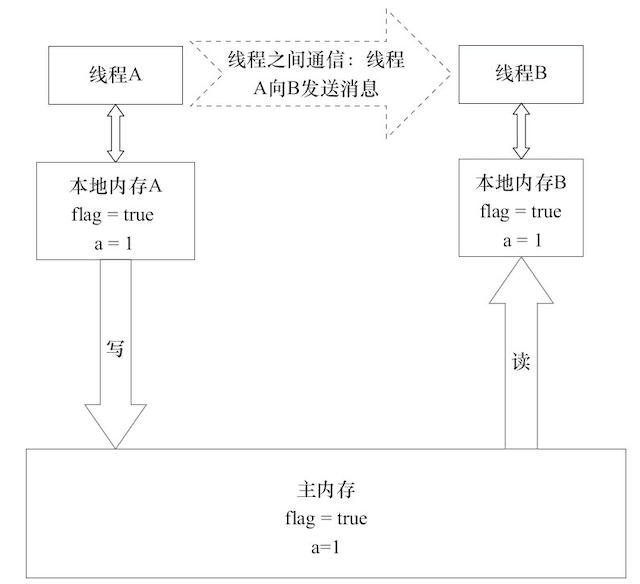 线程A
线程之间通信：线程
A向B发送消息
线程B
本地内存A
flag = true
a = 1
本地内存B
flag = true
a = 1
写
读
主内存
flag = true
a=1